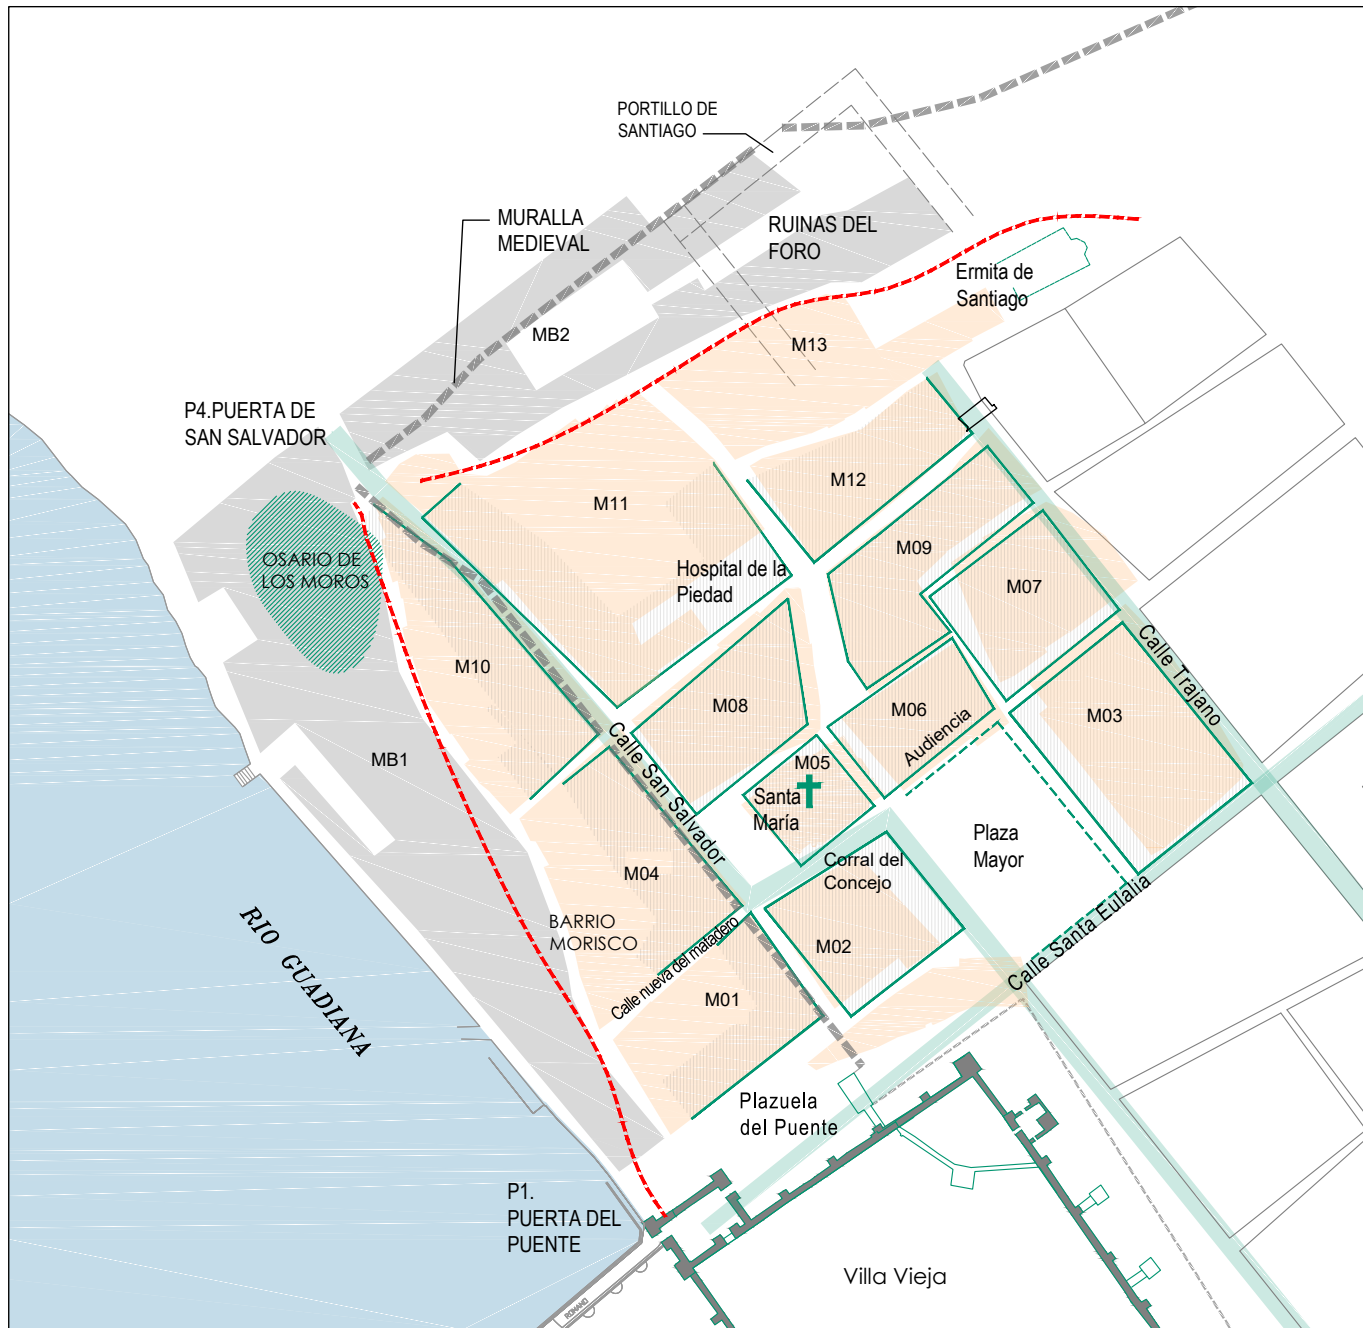 PORTILLO DE
SANTIAGO
MURALLA
MEDIEVAL
RUINAS DEL
FORO
Ermita de
Santiago
MB2
M13
P4.PUERTA DE
SAN SALVADOR
M11
M12
OSARIO DE
LOS MOROS
M09
Hospital de la
Piedad
M07
M10
Calle Trajano
M08
M06
Audiencia
M03
MB1
Calle San Salvador
M05
Santa
María
Plaza
Mayor
M04
Corral del
Concejo
Calle Santa Eulalia
BARRIO
MORISCO
M02
RIO GUADIANA
Calle nueva del matadero
M01
Plazuela
del Puente
P1.
PUERTA DEL
PUENTE
Villa Vieja
ROMANO